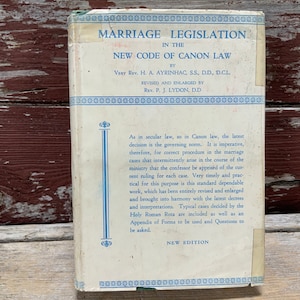 MARRIAGE LEGISLATION
IN THE
NEW CODE OF CANON LAW
BY
Very Rev. H. A. AYRINHAC, S.S., D.D., D.C.L.
REVISED AND ENLARGED BY
Rev. P. J. LYDON, D.D
As in secular law, so in Canon law, the latest
decision is the governing norm. It is imperative,
therefore, for correct procedure in the marriage
cases that intermittently arise in the course of the
ministry that the confessor be apprised of the cur-
rent ruling for each case. Very timely and prac-
tical for this purpose is this standard dependable
work, which has been entirely revised and enlarged
and brought into harmony with the latest decrees
and interpretations. Typical cases decided by the
Holy Roman Rota are included as well as an
Appendix of Forms to be used and Questions to
be asked.
NEW EDITION